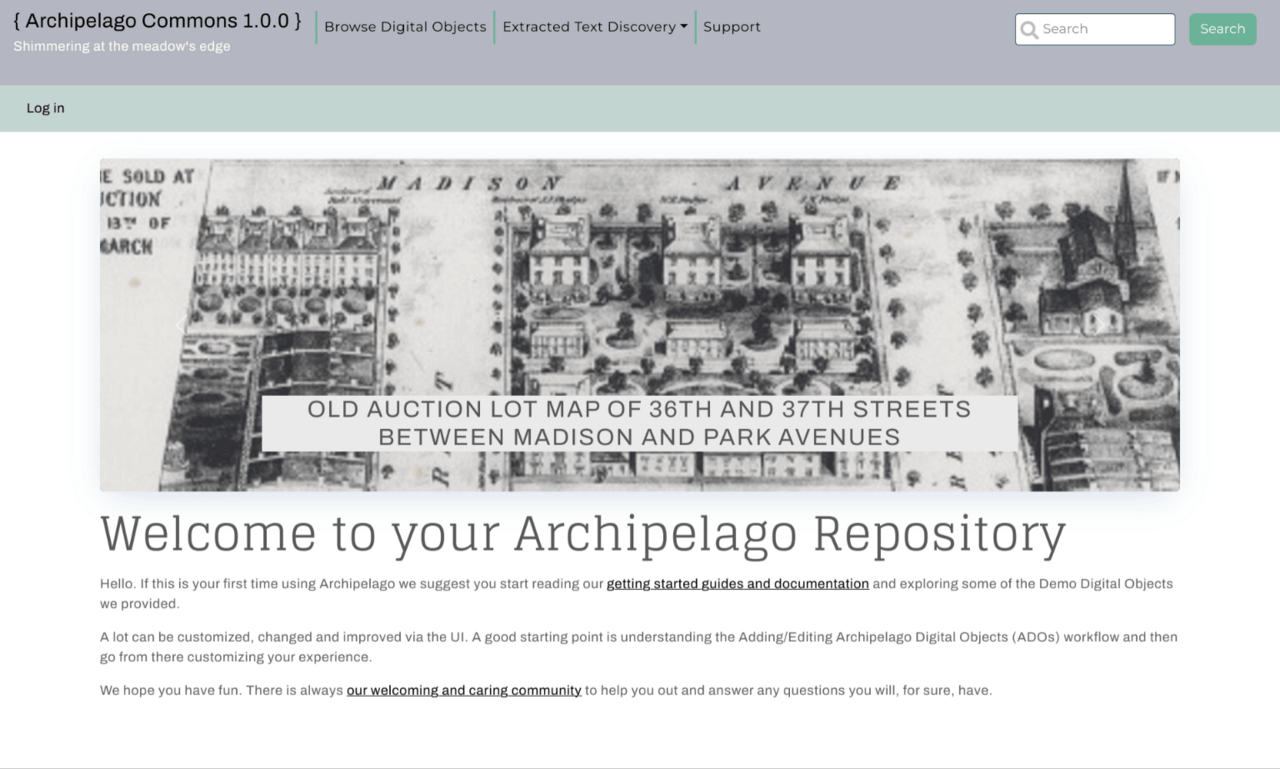 { Archipelago Commons 1.0.0 }
Shimmering at the meadow's edge
Browse Digital Objects
Extracted Text Discovery
Support
Search
Search
Log in
SOLD AT
13TH OF
MADISON AVENUE
OLD AUCTION LOT MAP OF 36TH AND 37TH STREETS
BETWEEN MADISON AND PARK AVENUES
Welcome to your Archipelago Repository
Hello. If this is your first time using Archipelago we suggest you start reading our getting started guides and documentation and exploring some of the Demo Digital Objects
we provided.
A lot can be customized, changed and improved via the UI. A good starting point is understanding the Adding/Editing Archipelago Digital Objects (ADOs) workflow and then
go from there customizing your experience.
We hope you have fun. There is always our welcoming and caring community to help you out and answer any questions you will, for sure, have.